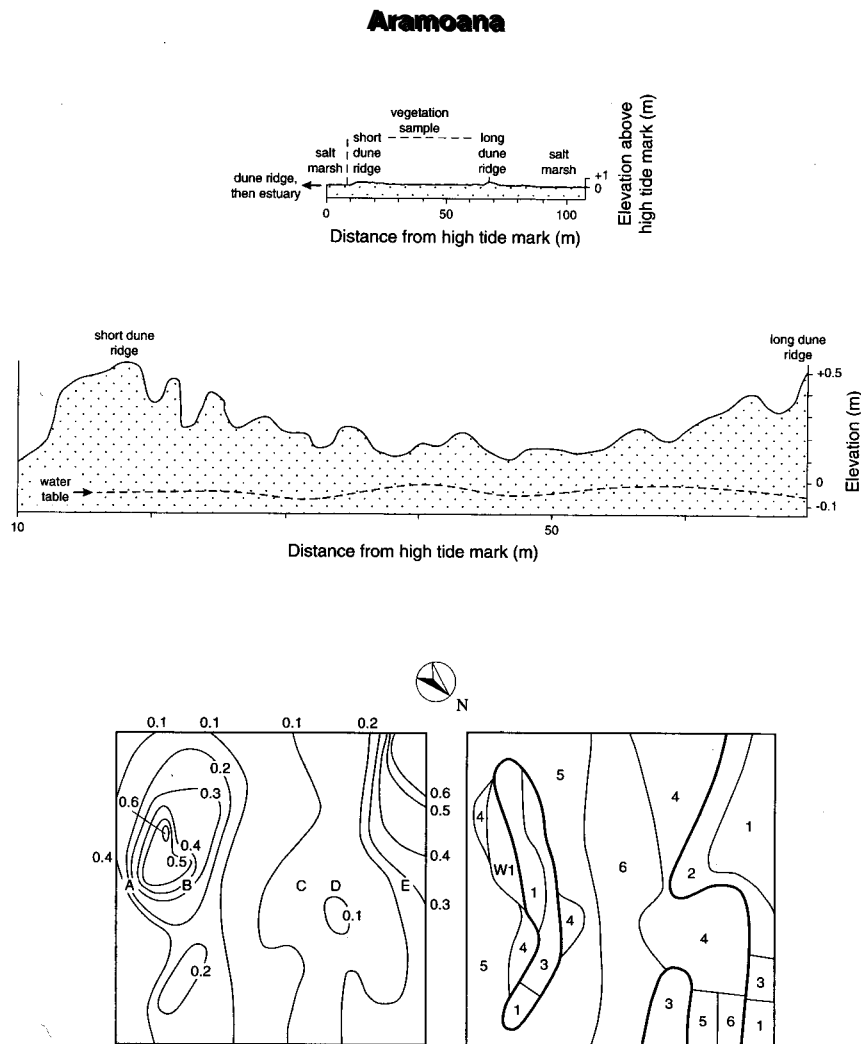 Aramoana
vegetation
sample
short
dune
ridge
long
dune
ridge
salt
marsh
salt
marsh
dune ridge,
then estuary
+1
0
Elevation above
high tide mark (m)
0
50
100
Distance from high tide mark (m)
short dune
ridge
long dune
ridge
+0.5
0
-0.1
Elevation (m)
water
table
10
50
Distance from high tide mark (m)
N
0.1 0.1 0.1 0.2
0.2
0.3
0.6
0.4
0.5
0.4
A B C D E
0.1
0.2
0.6
0.5
0.4
0.3
5
4
4
1
W1
6
1
2
4
4
4
5
3
3
1
3
5 6 1